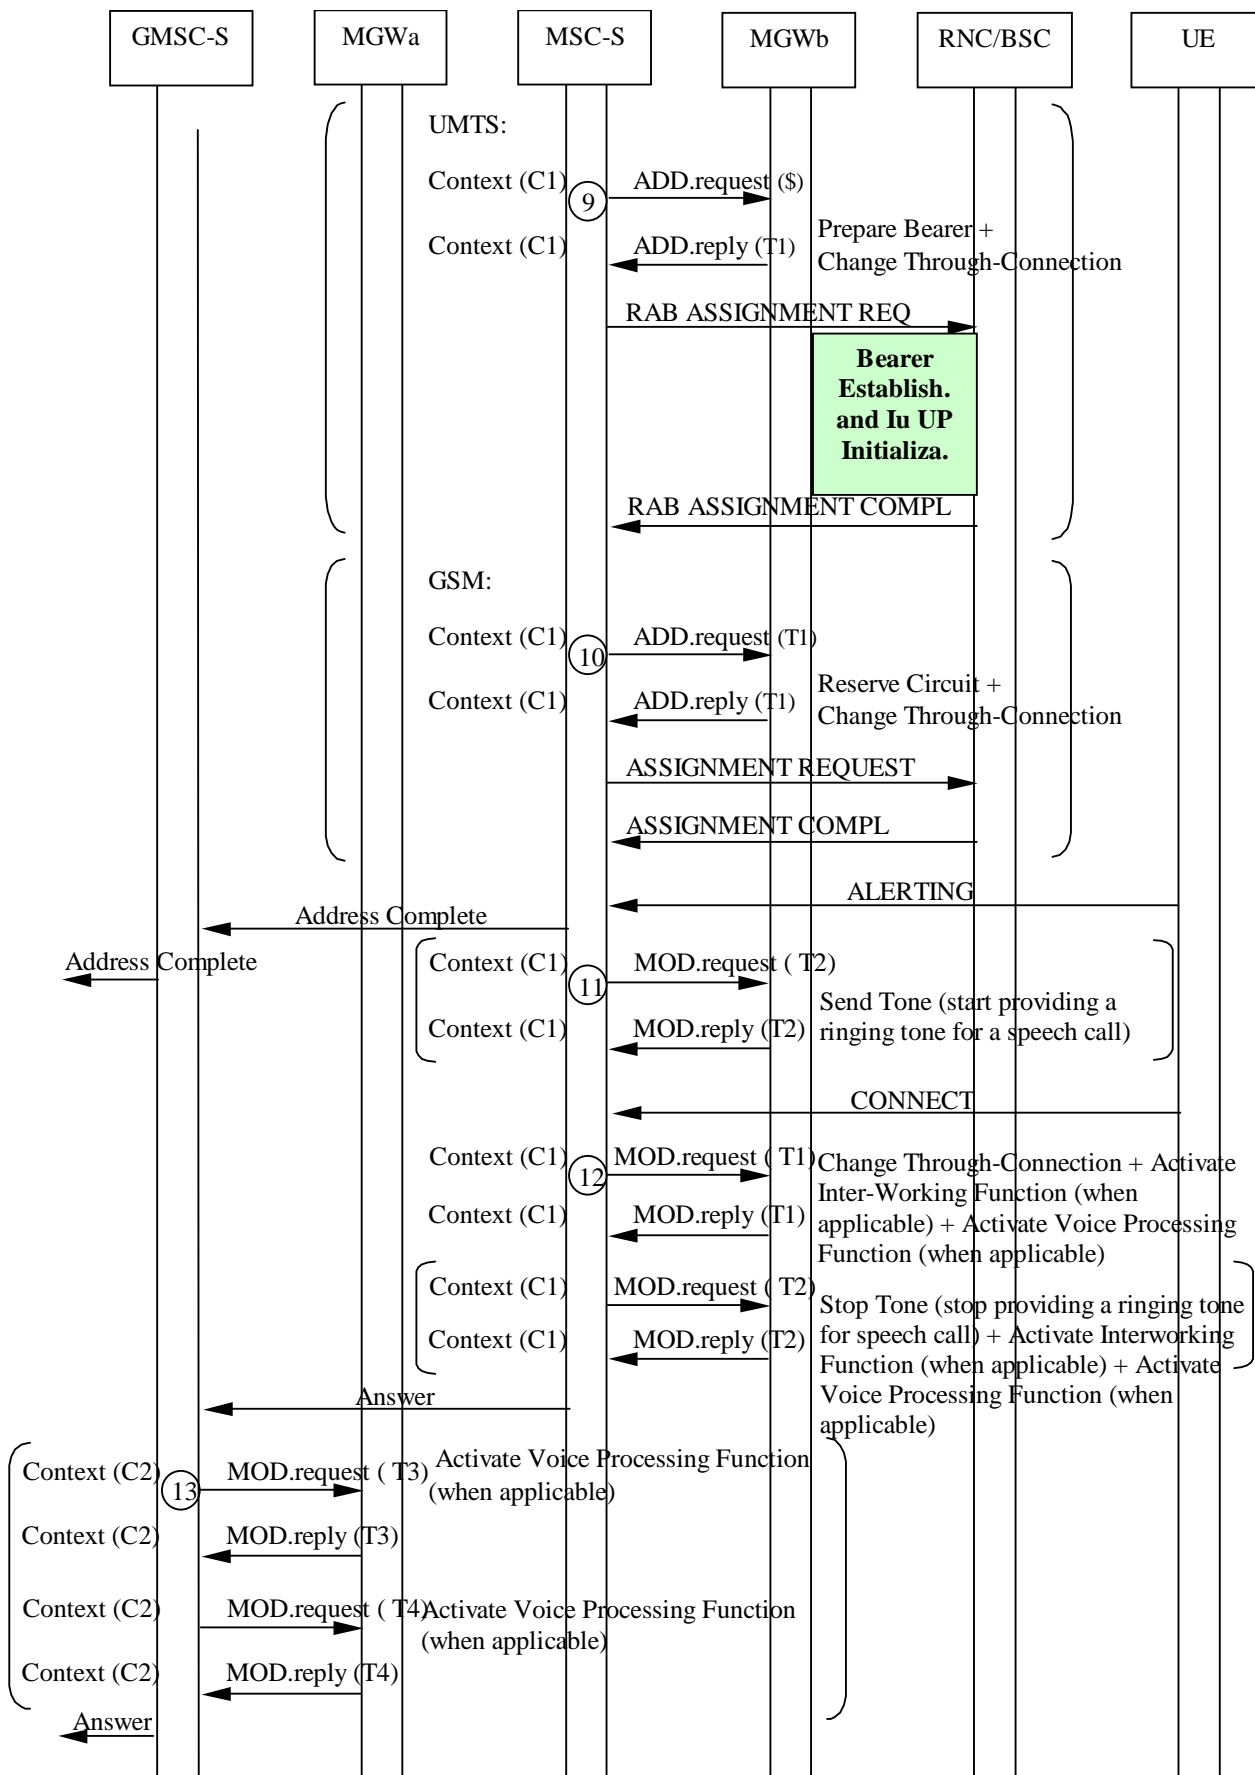 GMSC-S
MGWa
MSC-S
MGWb
RNC/BSC
UE
UMTS:
Context (C1)
9
ADD.request ($)
Context (C1)
ADD.reply (T1)
Prepare Bearer +
Change Through-Connection
RAB ASSIGNMENT REQ
Bearer
Establish.
and Iu UP
Initializa.
RAB ASSIGNMENT COMPL
GSM:
Context (C1)
10
ADD.request (T1)
Context (C1)
ADD.reply (T1)
Reserve Circuit +
Change Through-Connection
ASSIGNMENT REQUEST
ASSIGNMENT COMPL
ALERTING
Address Complete
Address Complete
Context (C1)
11
MOD.request ( T2)
Context (C1)
MOD.reply (T2)
Send Tone (start providing a
ringing tone for a speech call)
CONNECT
Context (C1)
12
MOD.request ( T1)
Context (C1)
MOD.reply (T1)
Change Through-Connection + Activate
Inter-Working Function (when
applicable) + Activate Voice Processing
Function (when applicable)
Context (C1)
MOD.request ( T2)
Context (C1)
MOD.reply (T2)
Stop Tone (stop providing a ringing tone
for speech call) + Activate Interworking
Function (when applicable) + Activate
Voice Processing Function (when
applicable)
Answer
Context (C2)
13
MOD.request ( T3)
Activate Voice Processing Function
(when applicable)
Context (C2)
MOD.reply (T3)
Context (C2)
MOD.request ( T4)
Activate Voice Processing Function
(when applicable)
Context (C2)
MOD.reply (T4)
Answer